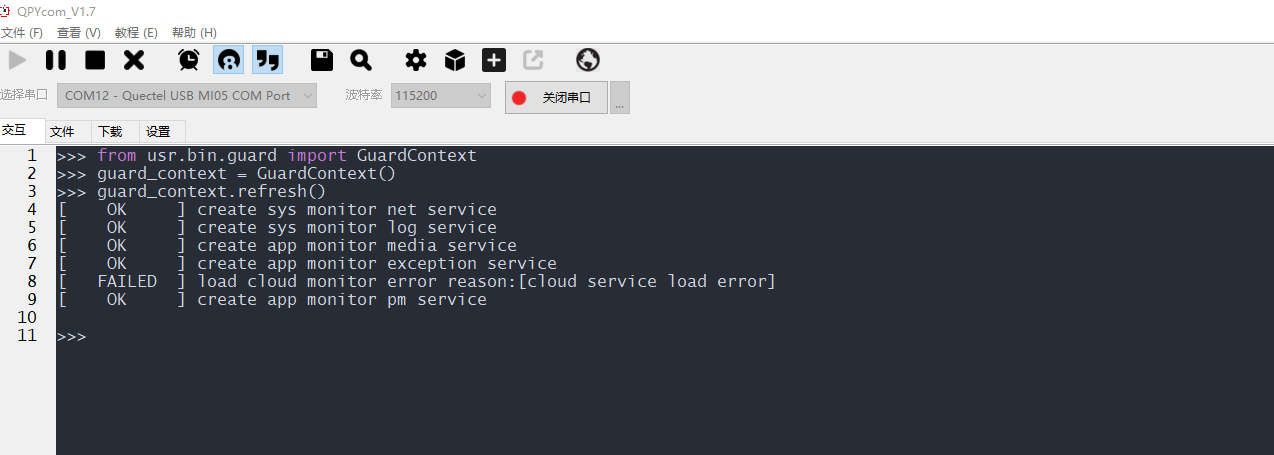 QPYcom_V1.7
文件 (F) 查看 (V) 教程 (E) 帮助 (H)
选择串口 COM12 - Quectel USB MI05 COM Port 波特率 115200 关闭串口 ...
交互 文件 下载 设置
1 >>> from usr.bin.guard import GuardContext
2 >>> guard_context = GuardContext()
3 >>> guard_context.refresh()
4 [ OK ] create sys monitor net service
5 [ OK ] create sys monitor log service
6 [ OK ] create app monitor media service
7 [ OK ] create app monitor exception service
8 [ FAILED ] load cloud monitor error reason:[cloud service load error]
9 [ OK ] create app monitor pm service
10
11 >>>